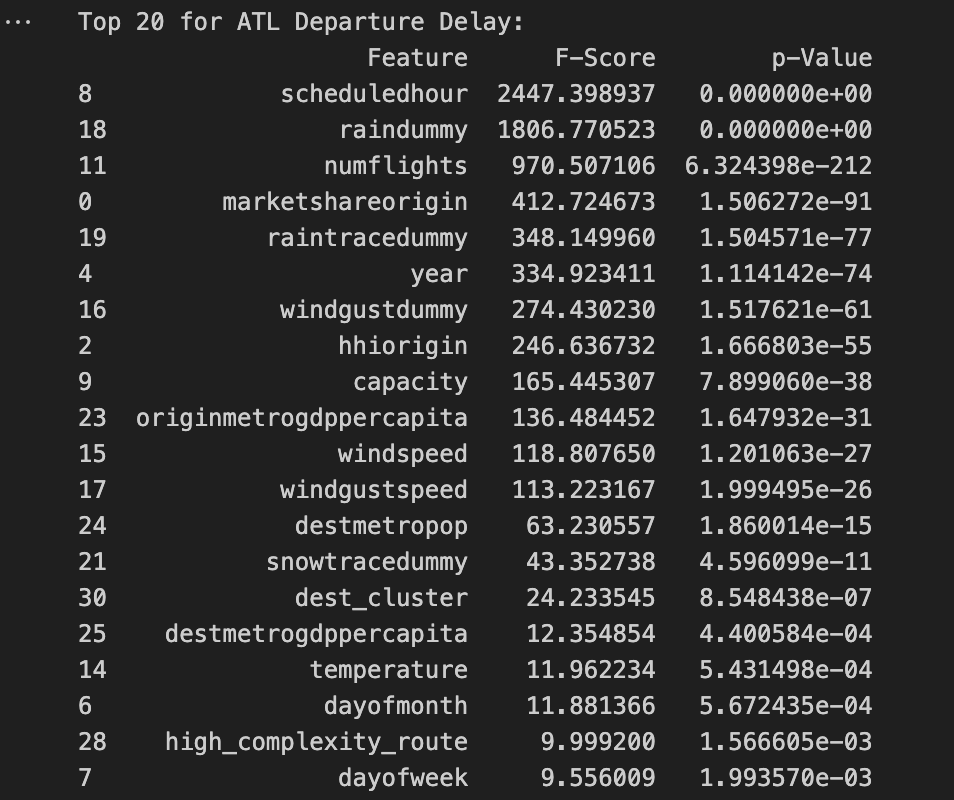 Top 20 for ATL Departure Delay:
Feature F-Score p-Value
8 scheduledhour 2447.398937 0.000000e+00
18 raindummy 1806.770523 0.000000e+00
11 numflights 970.507106 6.324398e-212
0 marketshareorigin 412.724673 1.506272e-91
19 raintracedummy 348.149960 1.504571e-77
4 year 334.923411 1.114142e-74
16 windgustdummy 274.430230 1.517621e-61
2 hhiorigin 246.636732 1.666803e-55
9 capacity 165.445307 7.899060e-38
23 originmetrogdppercapita 136.484452 1.647932e-31
15 windspeed 118.807650 1.201063e-27
17 windgustspeed 113.223167 1.999495e-26
24 destmetropop 63.230557 1.860014e-15
21 snowtracedummy 43.352738 4.596099e-11
30 dest_cluster 24.233545 8.548438e-07
25 destmetrogdppercapita 12.354854 4.400584e-04
14 temperature 11.962234 5.431498e-04
6 dayofmonth 11.881366 5.672435e-04
28 high_complexity_route 9.999200 1.566605e-03
7 dayofweek 9.556009 1.993570e-03